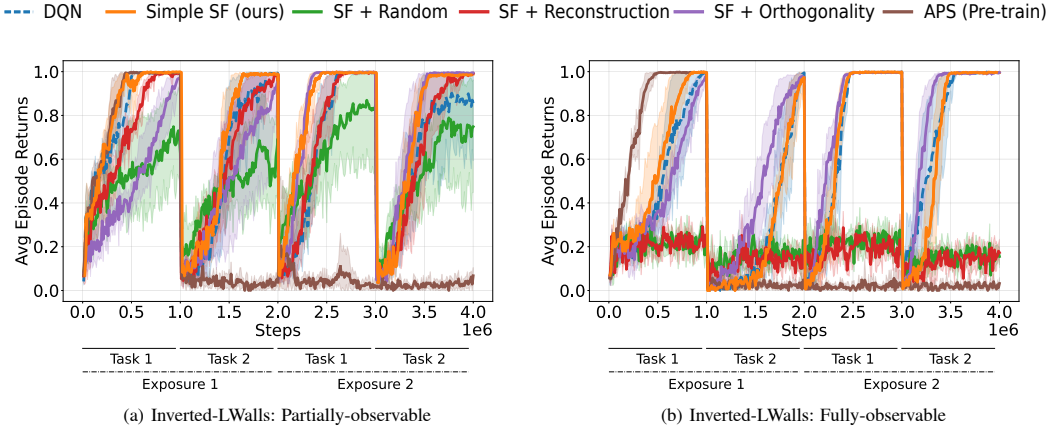 DQN Simple SF (ours) SF + Random SF + Reconstruction SF + Orthogonality APS (Pre-train)
Avg Episode Returns
1.0
0.8
0.6
0.4
0.2
0.0
0.0 0.5 1.0 1.5 2.0 2.5 3.0 3.5 4.0
Steps 1e6
Task 1 Task 2 Task 1 Task 2
Exposure 1 Exposure 2
(a) Inverted-LWalls: Partially-observable
Avg Episode Returns
1.0
0.8
0.6
0.4
0.2
0.0
0.0 0.5 1.0 1.5 2.0 2.5 3.0 3.5 4.0
Steps 1e6
Task 1 Task 2 Task 1 Task 2
Exposure 1 Exposure 2
(b) Inverted-LWalls: Fully-observable